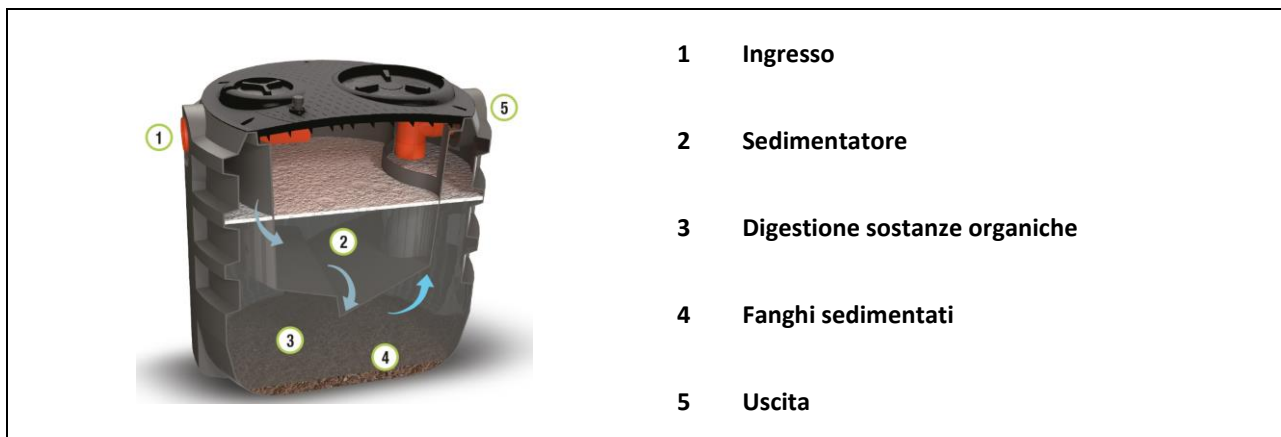 1 Ingresso
2 Sedimentatore
3 Digestione sostanze organiche
4 Fanghi sedimentati
5 Uscita
1
5
2
3
4